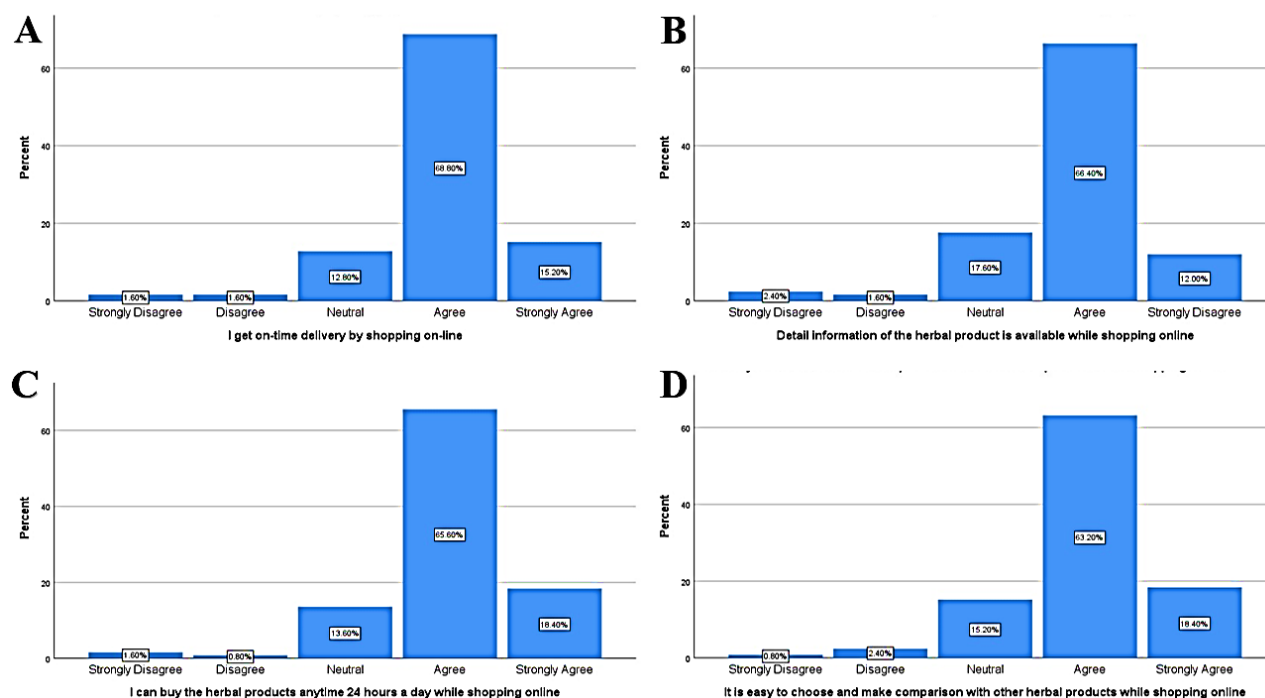 A
Percent
60
40
20
0
1.60%
1.60%
12.80%
68.80%
15.20%
Strongly Disagree Disagree Neutral Agree Strongly Agree
I get on-time delivery by shopping on-line
B
Percent
60
40
20
0
2.40%
1.60%
17.60%
66.40%
12.00%
Strongly Disagree Disagree Neutral Agree Strongly Disagree
Detail information of the herbal product is available while shopping online
C
Percent
60
40
20
0
1.60%
0.80%
13.60%
65.60%
18.40%
Strongly Disagree Disagree Neutral Agree Strongly Agree
I can buy the herbal products anytime 24 hours a day while shopping online
D
Percent
60
40
20
0
0.80%
2.40%
15.20%
63.20%
18.40%
Strongly Disagree Disagree Neutral Agree Strongly Agree
It is easy to choose and make comparison with other herbal products while shopping online